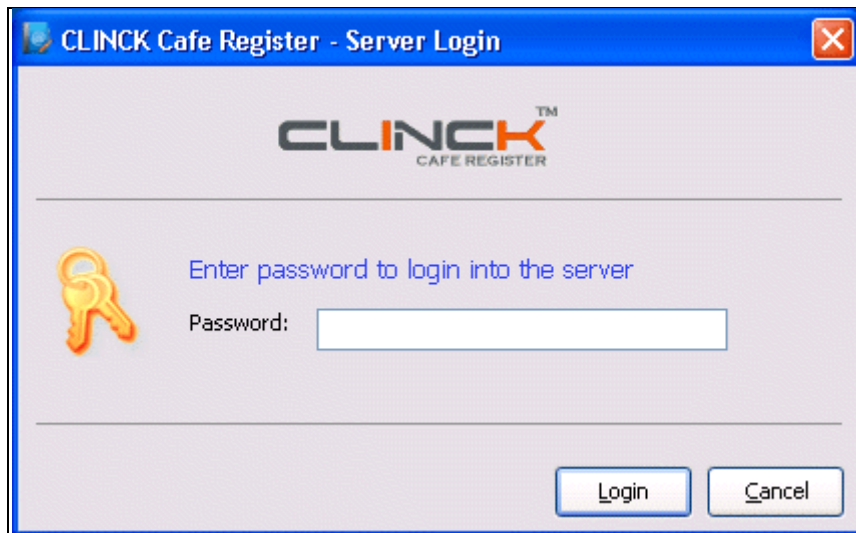 CLINCK Cafe Register - Server Login
CLINCK™
CAFE REGISTER
Enter password to login into the server
Password:
Login Cancel